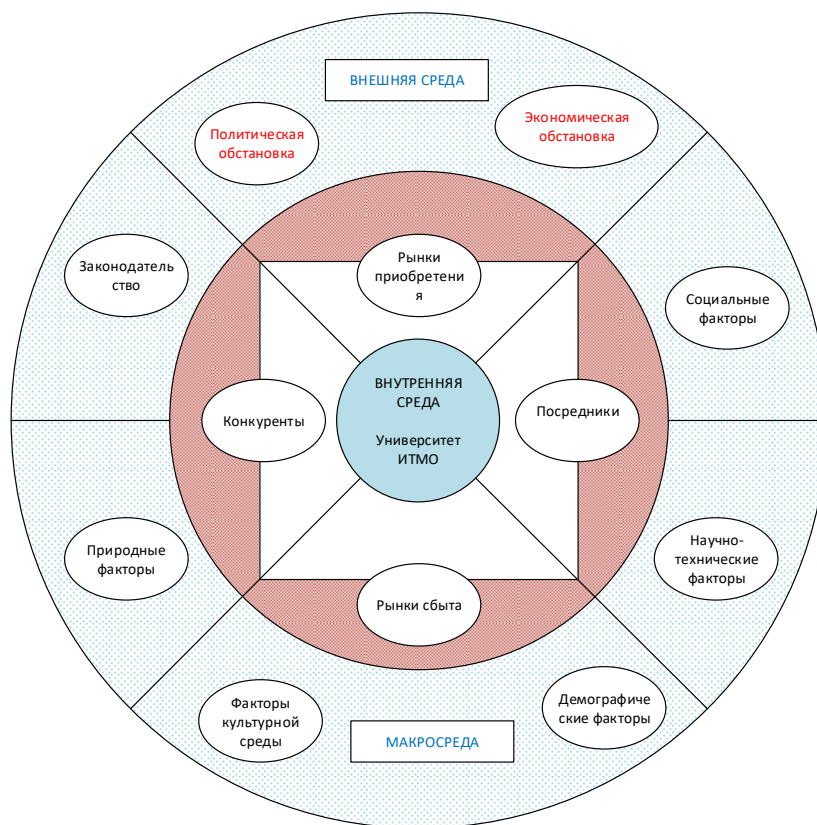 ВНЕШНЯЯ СРЕДА
Политическая
обстановка
Экономическая
обстановка
Законодатель
ство
Рынки
приобретени
я
Социальные
факторы
Конкуренты
ВНУТРЕННЯЯ
СРЕДА
Университет
ИТМО
Посредники
Природные
факторы
Научно-
технические
факторы
Рынки сбыта
Факторы
культурной
среды
МАКРОСРЕДА
Демографиче
ские факторы